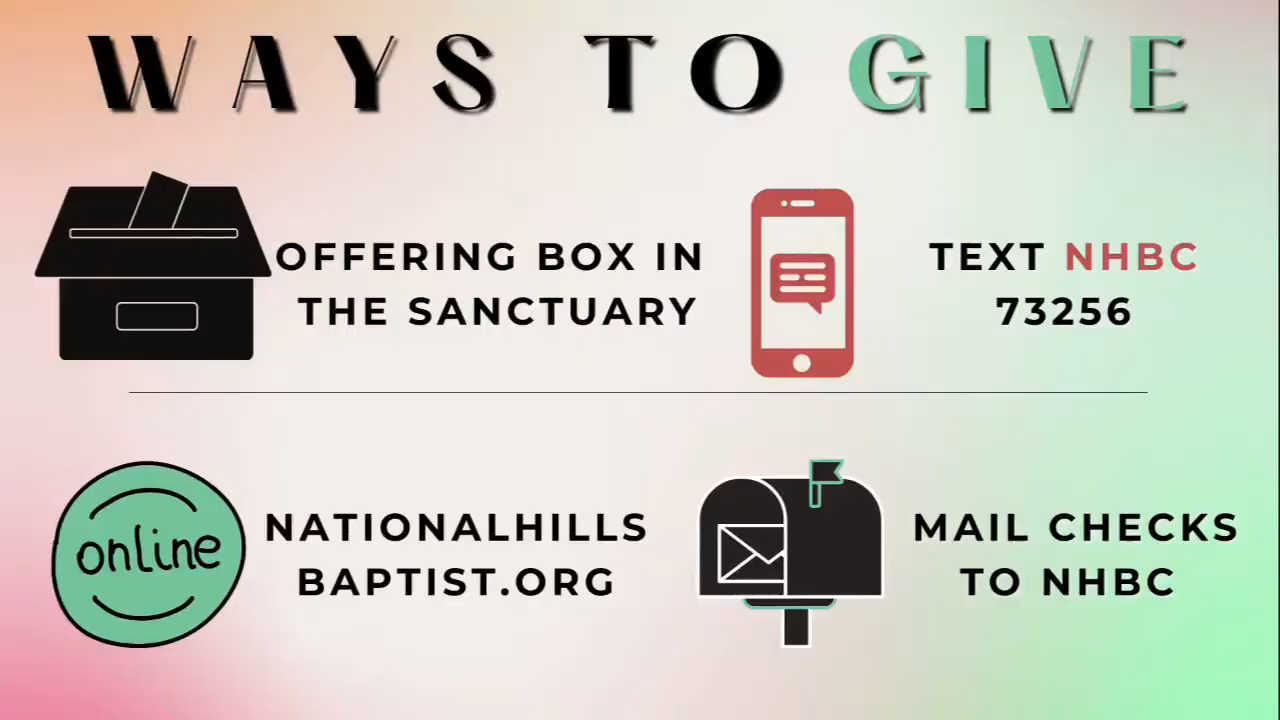 WAYS TO GIVE
OFFERING BOX IN
THE SANCTUARY
TEXT NHBC
73256
online
NATIONALHILLS
BAPTIST.ORG
MAIL CHECKS
TO NHBC